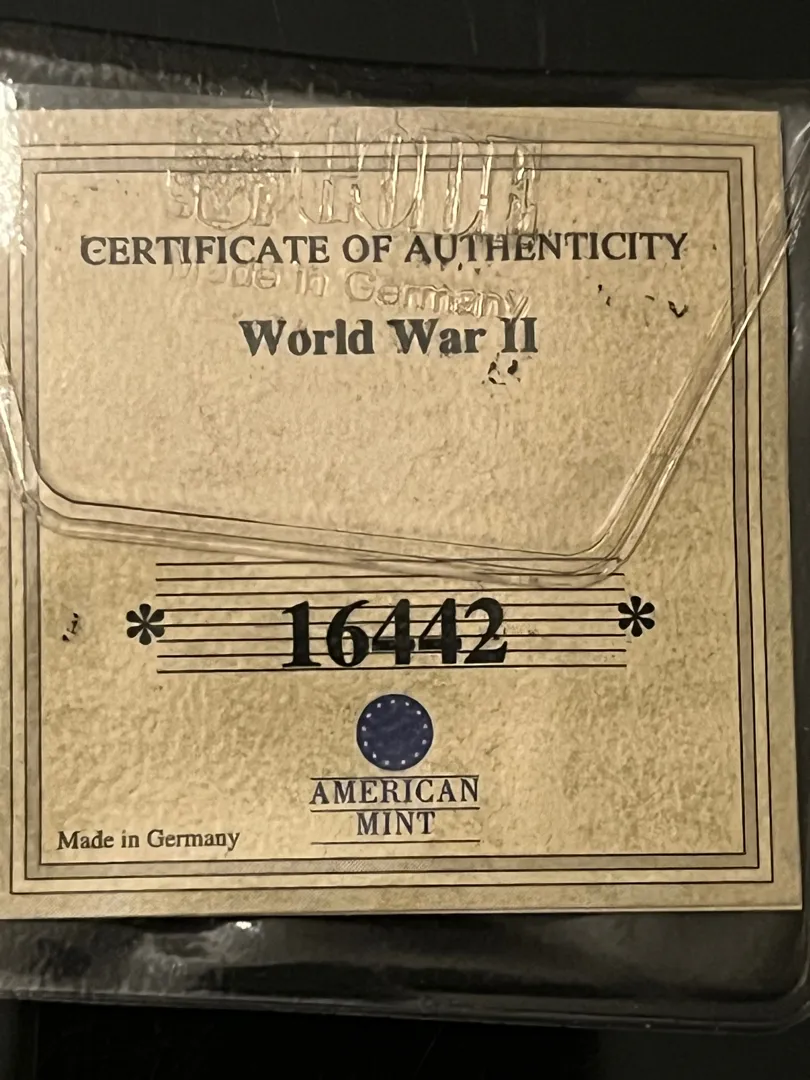 CERTIFICATE OF AUTHENTICITY
Made in Germany
World War II
* 16442 *
AMERICAN
MINT
Made in Germany